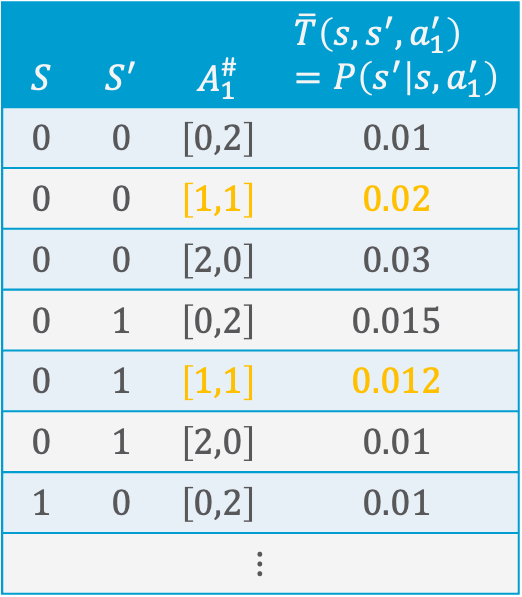 S S′ A₁^# T̄(s, s′, a₁′) = P(s′|s, a₁′)
0 0 [0,2] 0.01
0 0 [1,1] 0.02
0 0 [2,0] 0.03
0 1 [0,2] 0.015
0 1 [1,1] 0.012
0 1 [2,0] 0.01
1 0 [0,2] 0.01
⋮